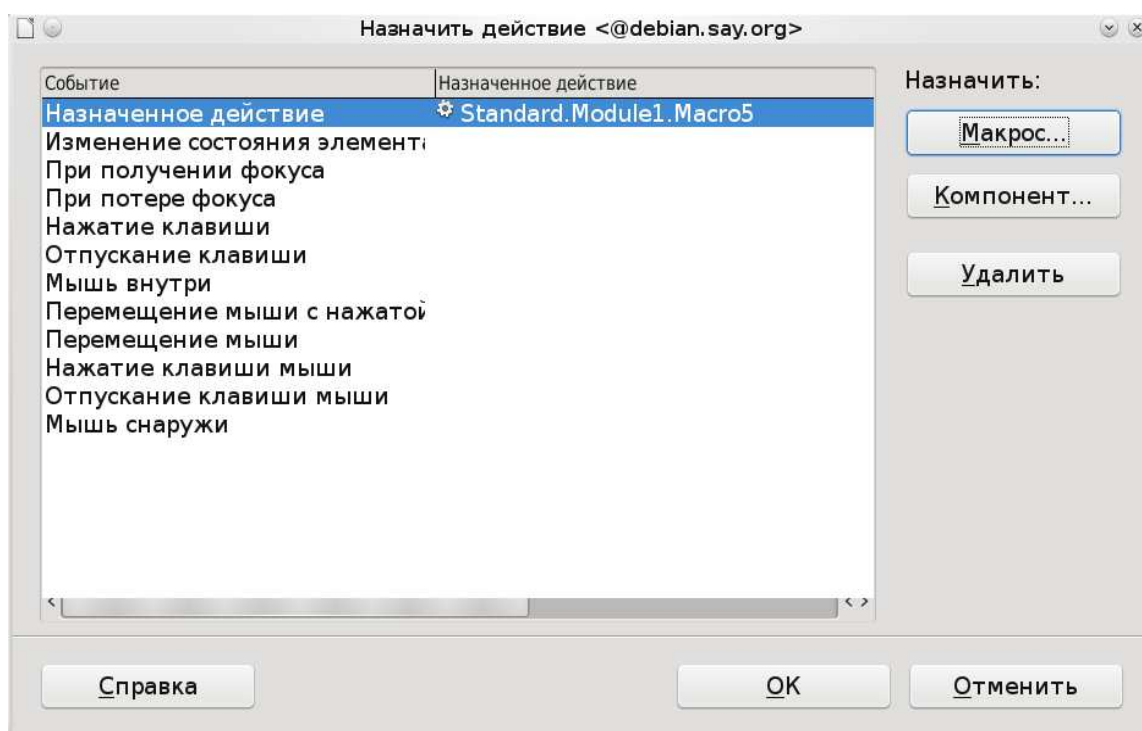 Назначить действие <@debian.say.org>
Событие Назначенное действие
Назначенное действие Standard.Module1.Macro5
Изменение состояния элемент
При получении фокуса
При потере фокуса
Нажатие клавиши
Отпускание клавиши
Мышь внутри
Перемещение мыши с нажатой
Перемещение мыши
Нажатие клавиши мыши
Отпускание клавиши мыши
Мышь снаружи
Назначить:
Макрос...
Компонент...
Удалить
Справка
ОК
Отменить